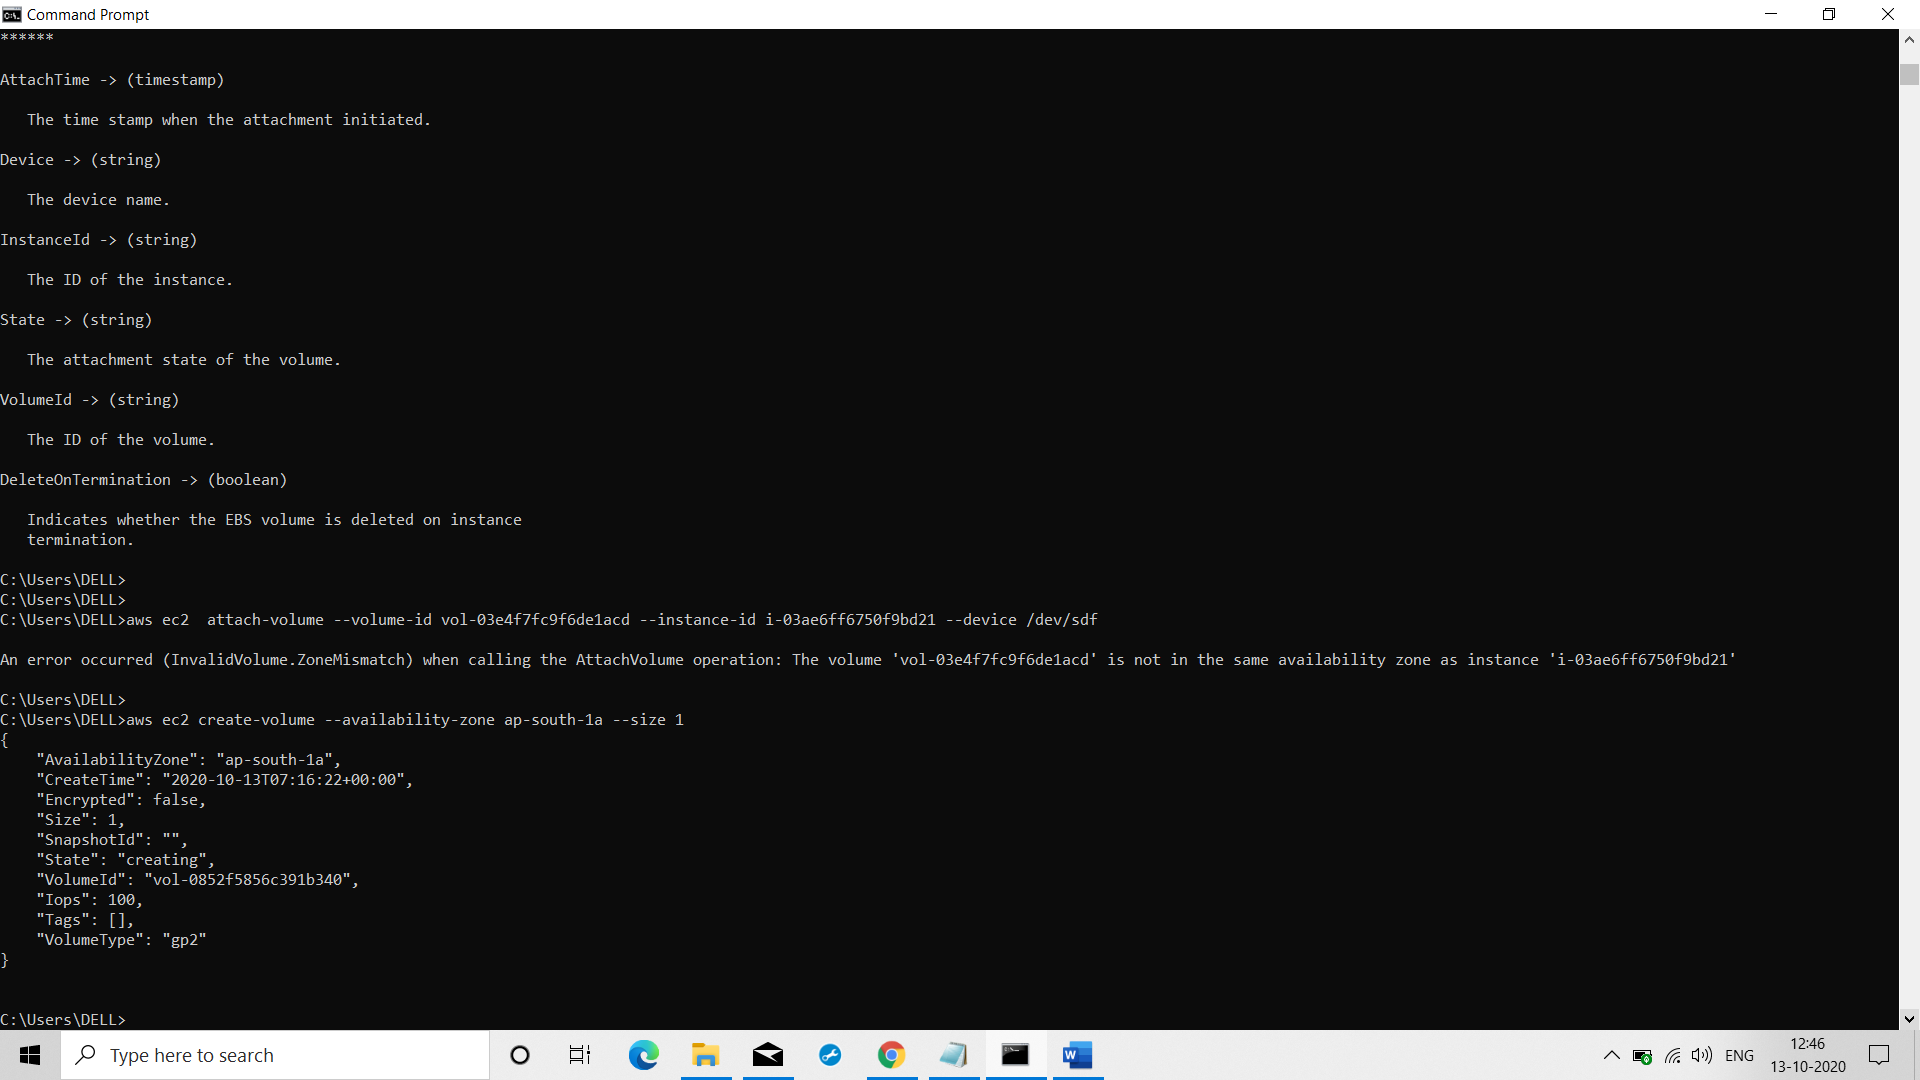 Command Prompt
******
AttachTime -> (timestamp)
The time stamp when the attachment initiated.
Device -> (string)
The device name.
InstanceId -> (string)
The ID of the instance.
State -> (string)
The attachment state of the volume.
VolumeId -> (string)
The ID of the volume.
DeleteOnTermination -> (boolean)
Indicates whether the EBS volume is deleted on instance
termination.
C:\Users\DELL>
C:\Users\DELL>
C:\Users\DELL>aws ec2  attach-volume --volume-id vol-03e4f7fc9f6de1acd --instance-id i-03ae6ff6750f9bd21 --device /dev/sdf
An error occurred (InvalidVolume.ZoneMismatch) when calling the AttachVolume operation: The volume 'vol-03e4f7fc9f6de1acd' is not in the same availability zone as instance 'i-03ae6ff6750f9bd21'
C:\Users\DELL>
C:\Users\DELL>aws ec2 create-volume --availability-zone ap-south-1a --size 1
{
    "AvailabilityZone": "ap-south-1a",
    "CreateTime": "2020-10-13T07:16:22+00:00",
    "Encrypted": false,
    "Size": 1,
    "SnapshotId": "",
    "State": "creating",
    "VolumeId": "vol-0852f5856c391b340",
    "Iops": 100,
    "Tags": [],
    "VolumeType": "gp2"
}
C:\Users\DELL>
Type here to search
ENG
12:46
13-10-2020